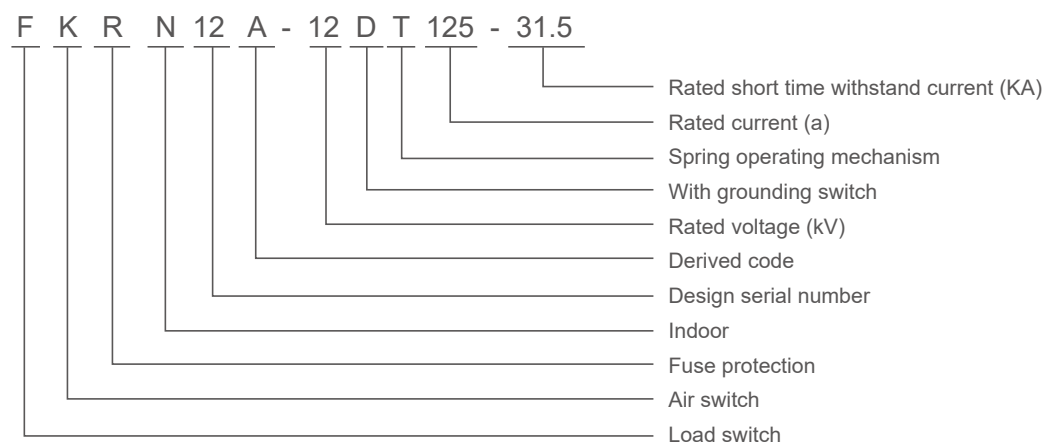 F K R N 12 A - 12 D T 125 - 31.5
Rated short time withstand current (KA)
Rated current (a)
Spring operating mechanism
With grounding switch
Rated voltage (kV)
Derived code
Design serial number
Indoor
Fuse protection
Air switch
Load switch